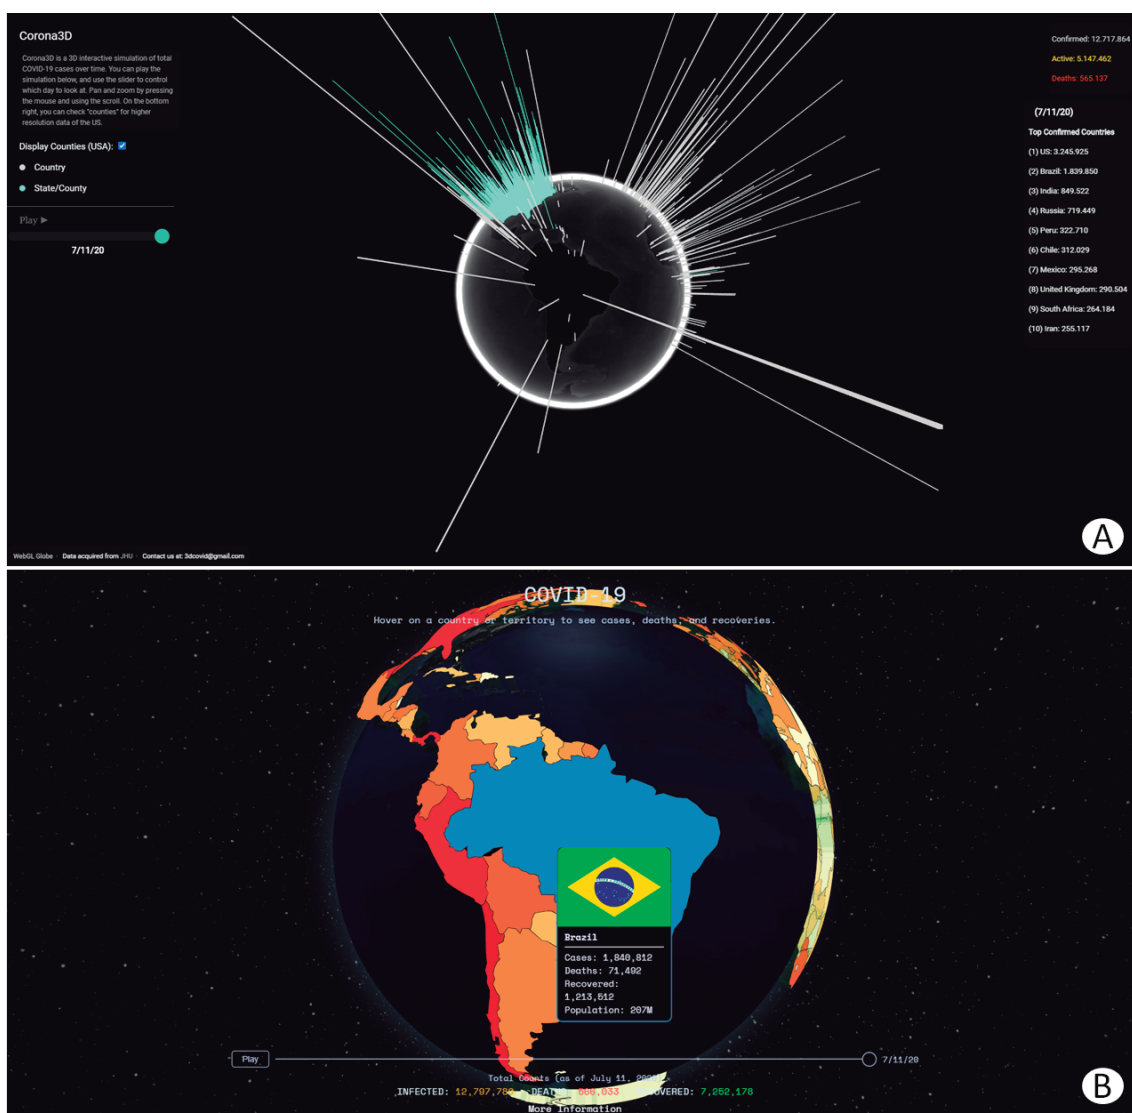 Corona3D
Corona3D is a 3D interactive simulation of total
COVID-19 cases over time. You can play the
simulation below, and use the slider to control
which day to look at. Pan and zoom by pressing
the mouse and using the scroll. On the bottom
right, you can check "counties" for higher
resolution data of the US.
Display Counties (USA):
Country
State/County
Play ▶
7/11/20
Confirmed: 12.717.864
Active: 5.147.462
Deaths: 565.137
(7/11/20)
Top Confirmed Countries
(1) US: 3.245.925
(2) Brazil: 1.839.850
(3) India: 849.522
(4) Russia: 719.449
(5) Peru: 322.710
(6) Chile: 312.029
(7) Mexico: 295.268
(8) United Kingdom: 290.504
(9) South Africa: 264.184
(10) Iran: 255.117
WebGL Globe · Data acquired from JHU · Contact us at: 3dcovid@gmail.com
A
COVID-19
Hover on a country or territory to see cases, deaths, and recoveries.
Brazil
Cases: 1,840,812
Deaths: 71,492
Recovered:
1,213,512
Population: 207M
Play
7/11/20
Total Counts (as of July 11,
INFECTED: DEATHS: 7,252,178
More Information
B